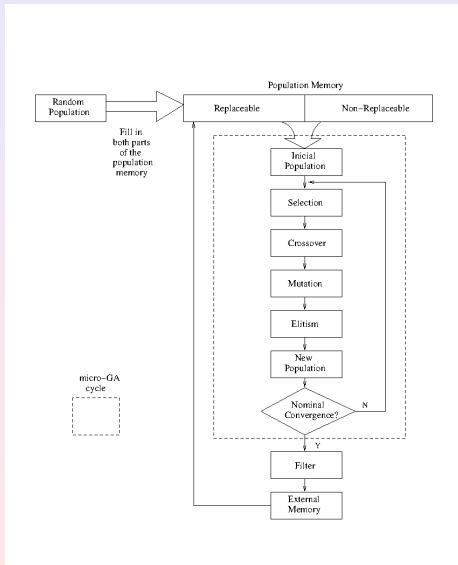 Population Memory
Random
Population
Replaceable
Non-Replaceable
Fill in
both parts
of the
population
memory
Inicial
Population
Selection
Crossover
Mutation
Elitism
New
Population
micro-GA
cycle
Nominal
Convergence?
N
Y
Filter
External
Memory